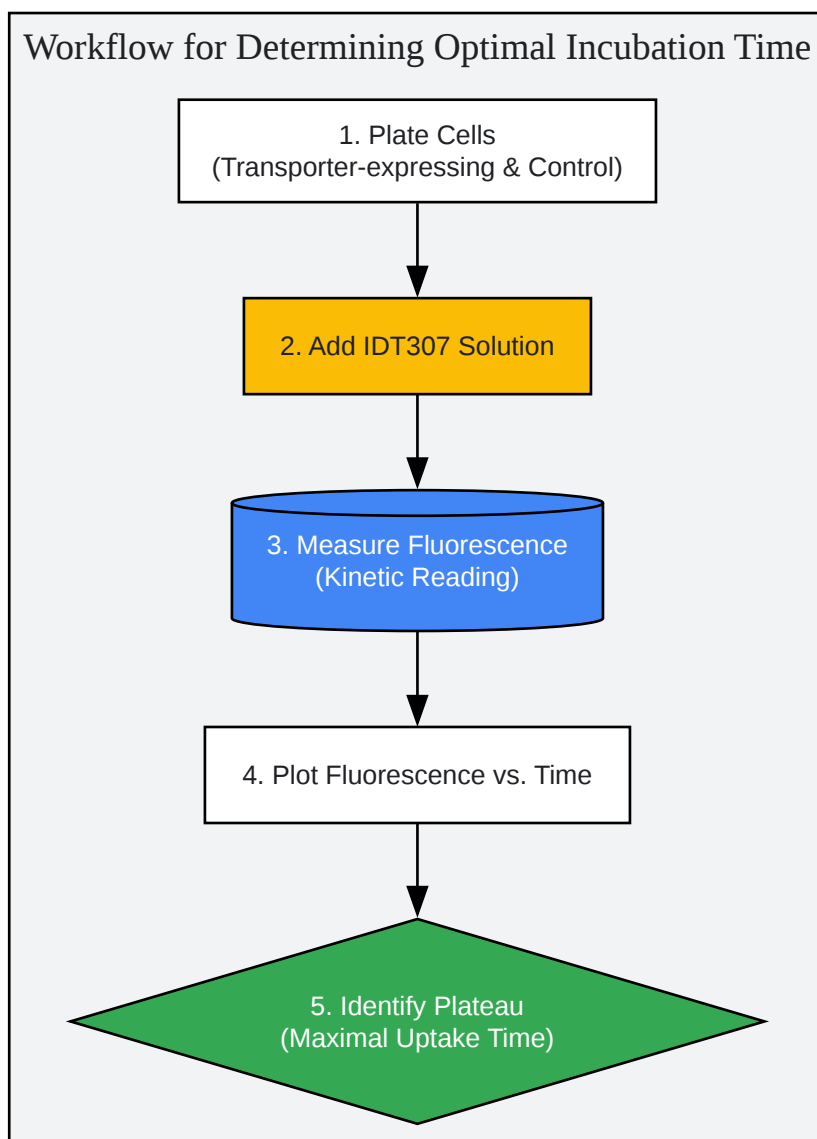 Workflow for Determining Optimal Incubation Time
1. Plate Cells
(Transporter-expressing & Control)
2. Add IDT307 Solution
3. Measure Fluorescence
(Kinetic Reading)
4. Plot Fluorescence vs. Time
5. Identify Plateau
(Maximal Uptake Time)